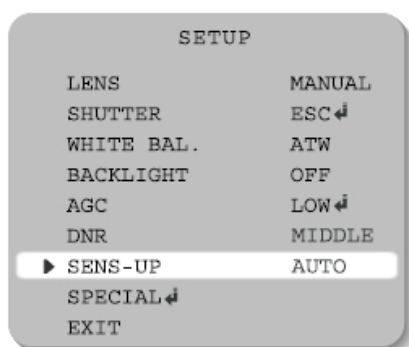 SETUP
LENS MANUAL
SHUTTER ESC↲
WHITE BAL. ATW
BACKLIGHT OFF
AGC LOW↲
DNR MIDDLE
▶ SENS-UP AUTO
SPECIAL↲
EXIT